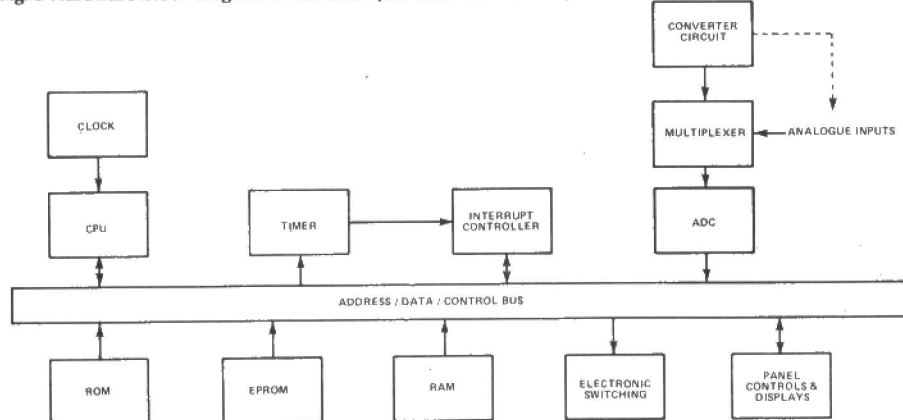 CONVERTER
CIRCUIT
CLOCK
MULTIPLEXER
ANALOGUE INPUTS
CPU
TIMER
INTERRUPT
CONTROLLER
ADC
ADDRESS / DATA / CONTROL BUS
ROM
EPROM
RAM
ELECTRONIC
SWITCHING
PANEL
CONTROLS &
DISPLAYS